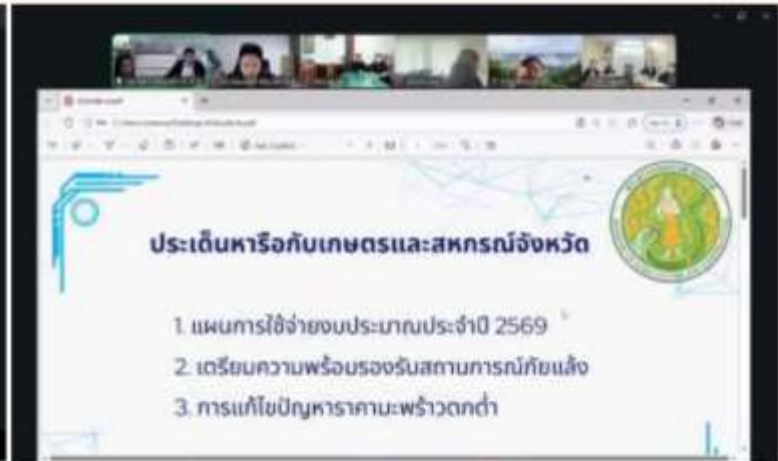 ประเด็นหารือกับเกษตรและสหกรณ์จังหวัด
1. แผนการใช้จ่ายงบประมาณประจำปี 2569
2. เตรียมความพร้อมรองรับสถานการณ์ภัยแล้ง
3. การแก้ไขปัญหาราคามะพร้าวตกต่ำ